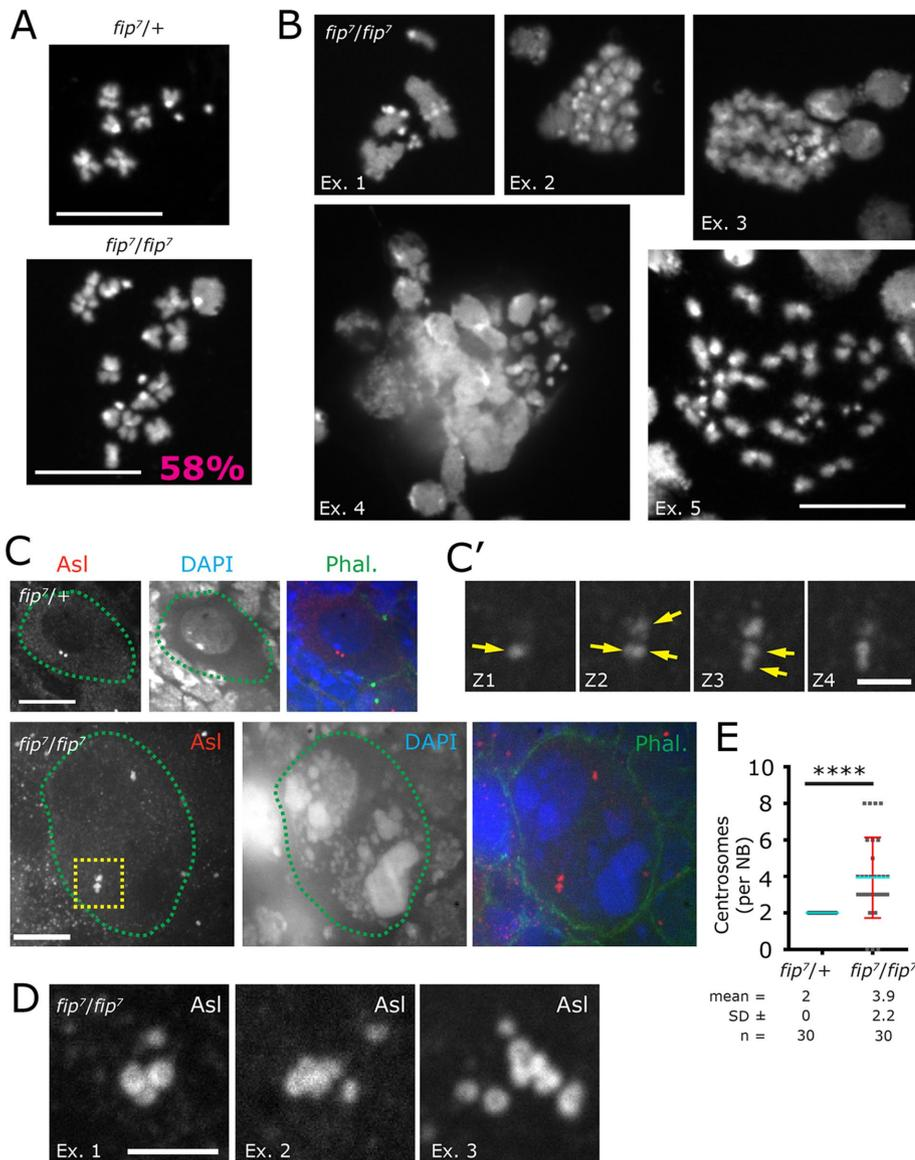 A
fip⁷/+
fip⁷/fip⁷
58%
B
fip⁷/fip⁷
Ex. 1
Ex. 2
Ex. 3
Ex. 4
Ex. 5
C
Asl
DAPI
Phal.
fip⁷/+
fip⁷/fip⁷
Asl
DAPI
Phal.
C′
Z1
Z2
Z3
Z4
D
fip⁷/fip⁷
Asl
Asl
Asl
Ex. 1
Ex. 2
Ex. 3
E
****
Centrosomes
(per NB)
10
8
6
4
2
0
fip⁷/+ fip⁷/fip⁷
mean = 2 3.9
SD ± 0 2.2
n = 30 30